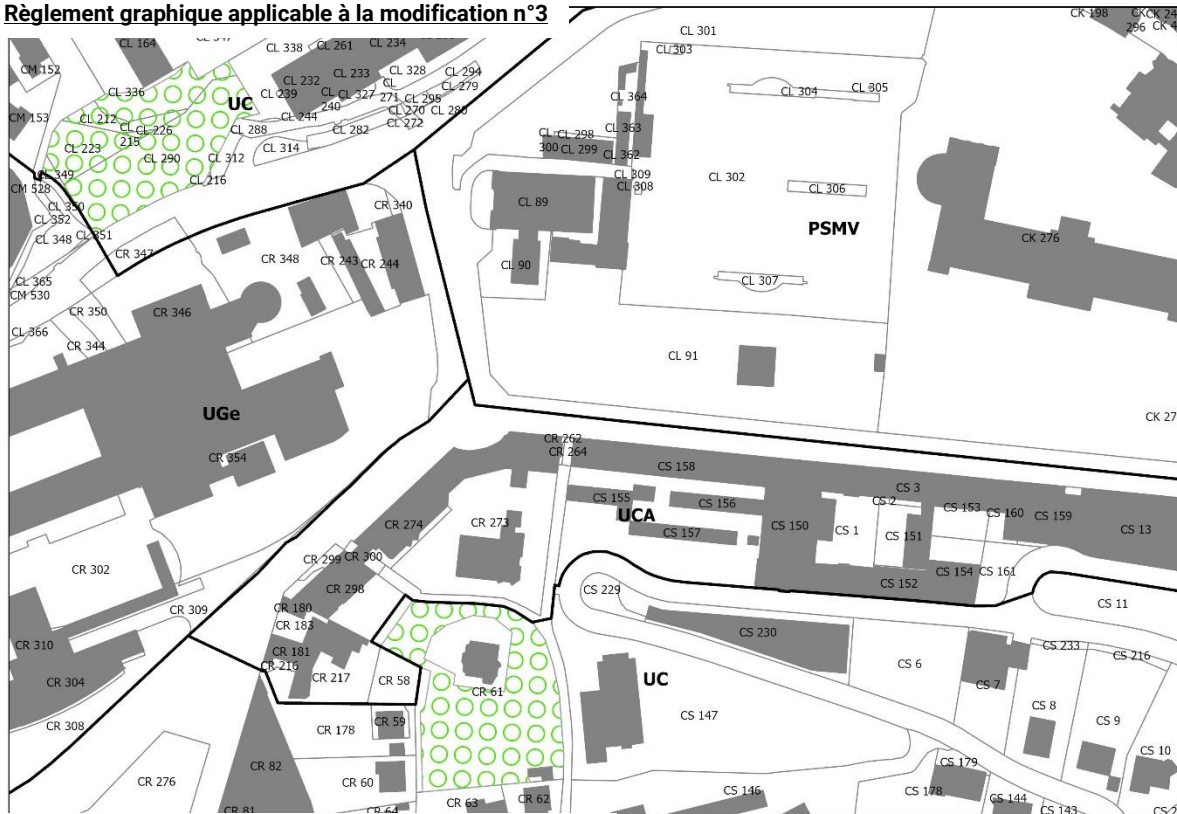 Règlement graphique applicable à la modification n°3
CL 164
CL 338
CL 261
CL 234
CL 301
CK 198
296
CL 303
CM 152
CL 232
CL 233
CL 328
CL 294
CL 279
CL 336
CL 239
CL
240
CL 327
CL
271
CL 295
CL 364
CL 304
CL 305
UC
CL 270
CL 280
CM 153
CL 212
CL
215
CL 226
CL 244
CL 272
CL 288
CL 282
CL 363
CL
300
CL 298
CL 299
CL 362
CL 223
CL 290
CL 312
CL 314
CL 349
CL 216
CL 309
CL 308
CL 302
CL 306
CM 528
CL 350
CL 352
CL 348
CL 351
CR 340
CL 89
PSMV
CK 276
CR 347
CR 348
CR 243
CR 244
CL 90
CL 365
CM 530
CL 307
CR 350
CR 346
CL 366
CR 344
CL 91
UGe
CK 27
CR 354
CR 262
CR 264
CS 158
CS 3
CS 155
CS 156
CS 2
CS 153
CS 160
CS 159
CR 274
CR 273
UCA
CS 157
CS 150
CS 1
CS 151
CS 13
CR 302
CR 299
CR 300
CR 298
CS 154
CS 161
CS 152
CS 229
CR 309
CR 180
CR 183
CS 11
CR 310
CR 181
CS 230
CR 216
CR 217
CR 58
CR 61
CS 6
CS 233
CS 216
CR 304
UC
CS 7
CR 308
CR 178
CR 59
CS 147
CS 8
CS 9
CR 276
CR 82
CR 60
CS 10
CS 179
CR 81
CR 64
CR 63
CR 62
CS 146
CS 178
CS 144
CS 143